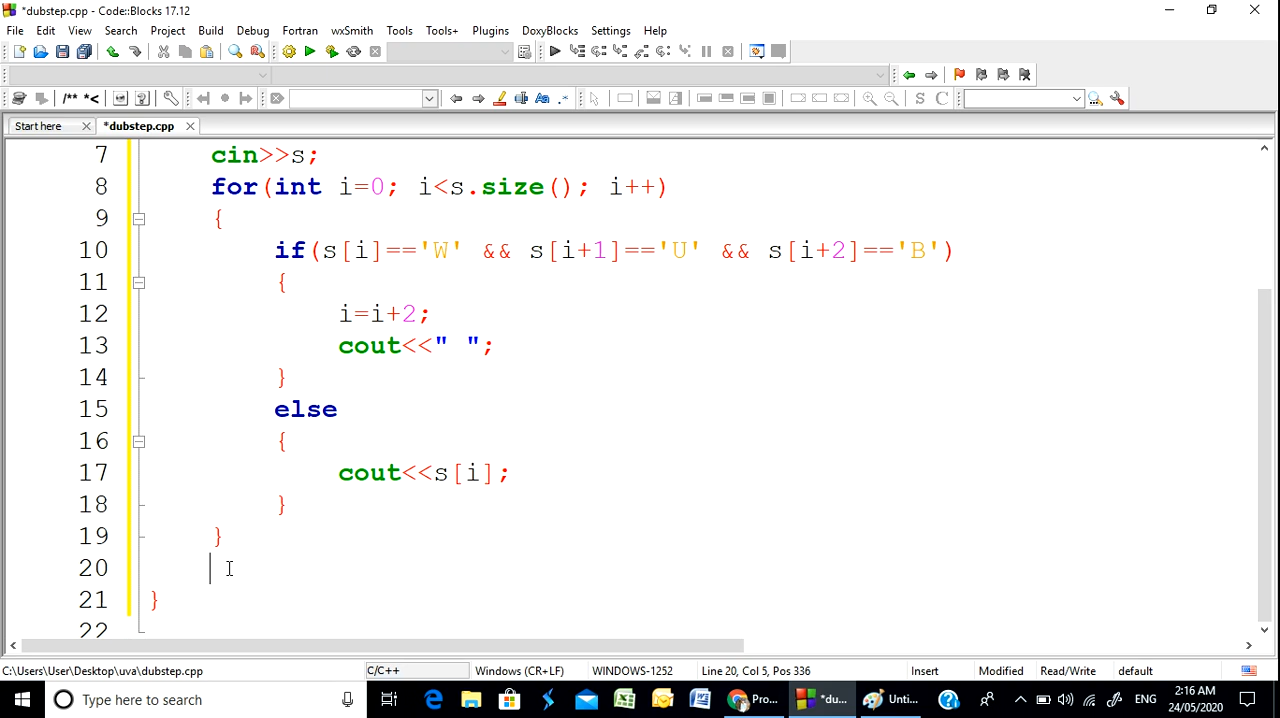 *dubstep.cpp - Code::Blocks 17.12
File Edit View Search Project Build Debug Fortran wxSmith Tools Tools+ Plugins DoxyBlocks Settings Help
/** *<
S C
Start here *dubstep.cpp
7 cin>>s;
8 for(int i=0; i<s.size(); i++)
9 {
10 if(s[i]=='W' && s[i+1]=='U' && s[i+2]=='B')
11 {
12 i=i+2;
13 cout<<" ";
14 }
15 else
16 {
17 cout<<s[i];
18 }
19 }
20
21 }
22
C:\Users\User\Desktop\uva\dubstep.cpp C/C++ Windows (CR+LF) WINDOWS-1252 Line 20, Col 5, Pos 336 Insert Modified Read/Write default
Type here to search Pro... *du... Unti... ENG 2:16 AM 24/05/2020